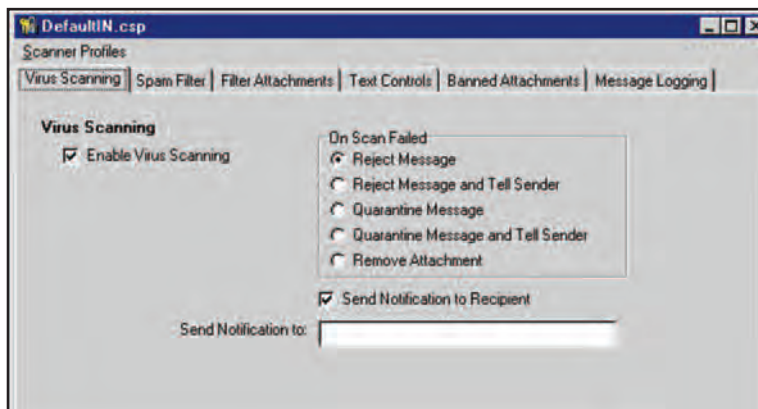 DefaultIN.csp
Scanner Profiles
Virus Scanning Spam Filter Filter Attachments Text Controls Banned Attachments Message Logging
Virus Scanning
Enable Virus Scanning
On Scan Failed
Reject Message
Reject Message and Tell Sender
Quarantine Message
Quarantine Message and Tell Sender
Remove Attachment
Send Notification to Recipient
Send Notification to: